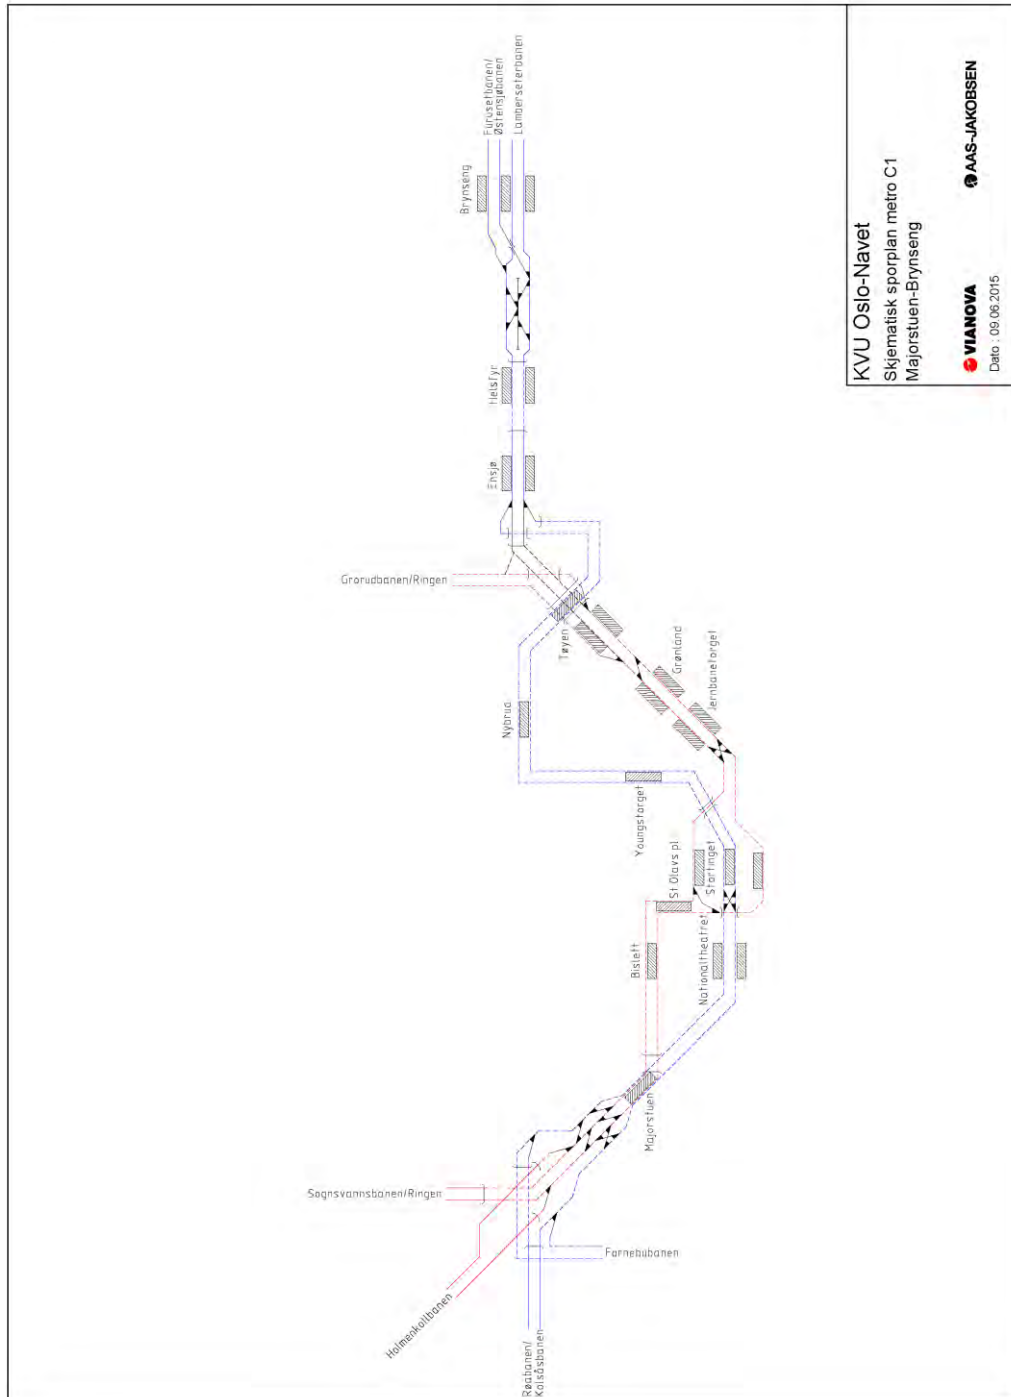 Furusetbanen/
Østensjøbanen
Lamberseterbanen
Brynseng
Helsfyr
Ensjø
Grorudbanen/Ringen
Tøyen
Grønland
Jernbanetorget
Nybrua
Youngstorget
St Olavs pl
Stortinget
Nationaltheatret
Bislett
Majorstuen
Sognsvannsbanen/Ringen
Holmenkollbanen
Fornebubanen
Røabanen/
Kolsåsbanen
KVU Oslo-Navet
Skjematisk sporplan metro C1
Majorstuen-Brynseng
VIANOVA
AAS-JAKOBSEN
Dato : 09.06.2015